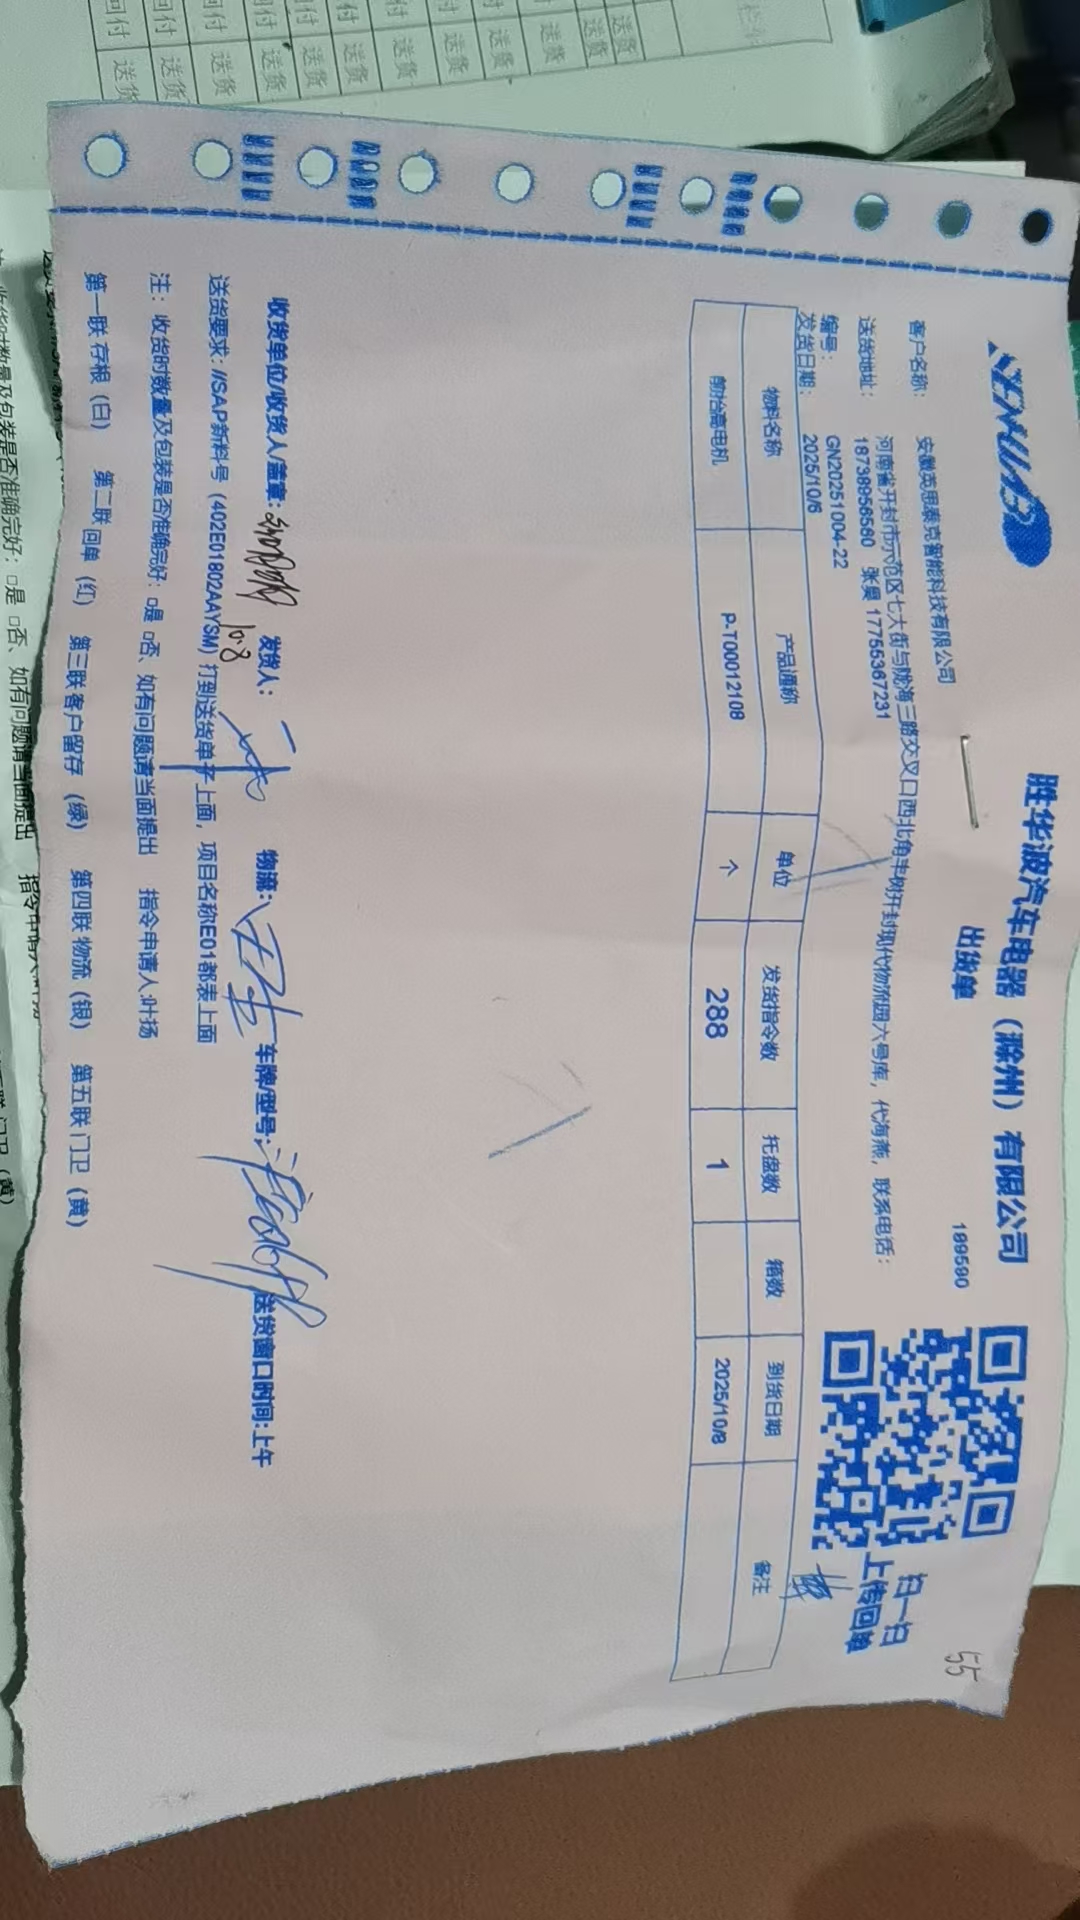 胜华波汽车电器（滁州）有限公司
出货单
189590
扫一扫
上传回单
55
客户名称：
安徽英思泰克智能科技有限公司
送货地址：
河南省开封市示范区七大街与陇海三路交叉口西北角丰树开封现代物流园六号库，代海燕，联系电话：
18738956580 张昊 17755367231
编号：
GN20251004-22
发货日期：
2025/10/6
物料名称 产品通称 单位 发货指令数 托盘数 箱数 到货日期 备注
前抬高电机 P-T00012108 个 288 1 2025/10/8
收货单位/收货人/盖章： 10.8 发货人： 物流： 车牌/型号： 送货窗口时间:上午
送货要求：//SAP新料号（402E01802AAYSM）打到送货单子上面，项目名称E01都表上面
注：收货时数量及包装是否准确完好：□是 □否、如有问题请当面提出 指令申请人:叶扬
第一联 存根（白） 第二联 回单（红） 第三联 客户留存（绿） 第四联 物流（银） 第五联 门卫（黄）